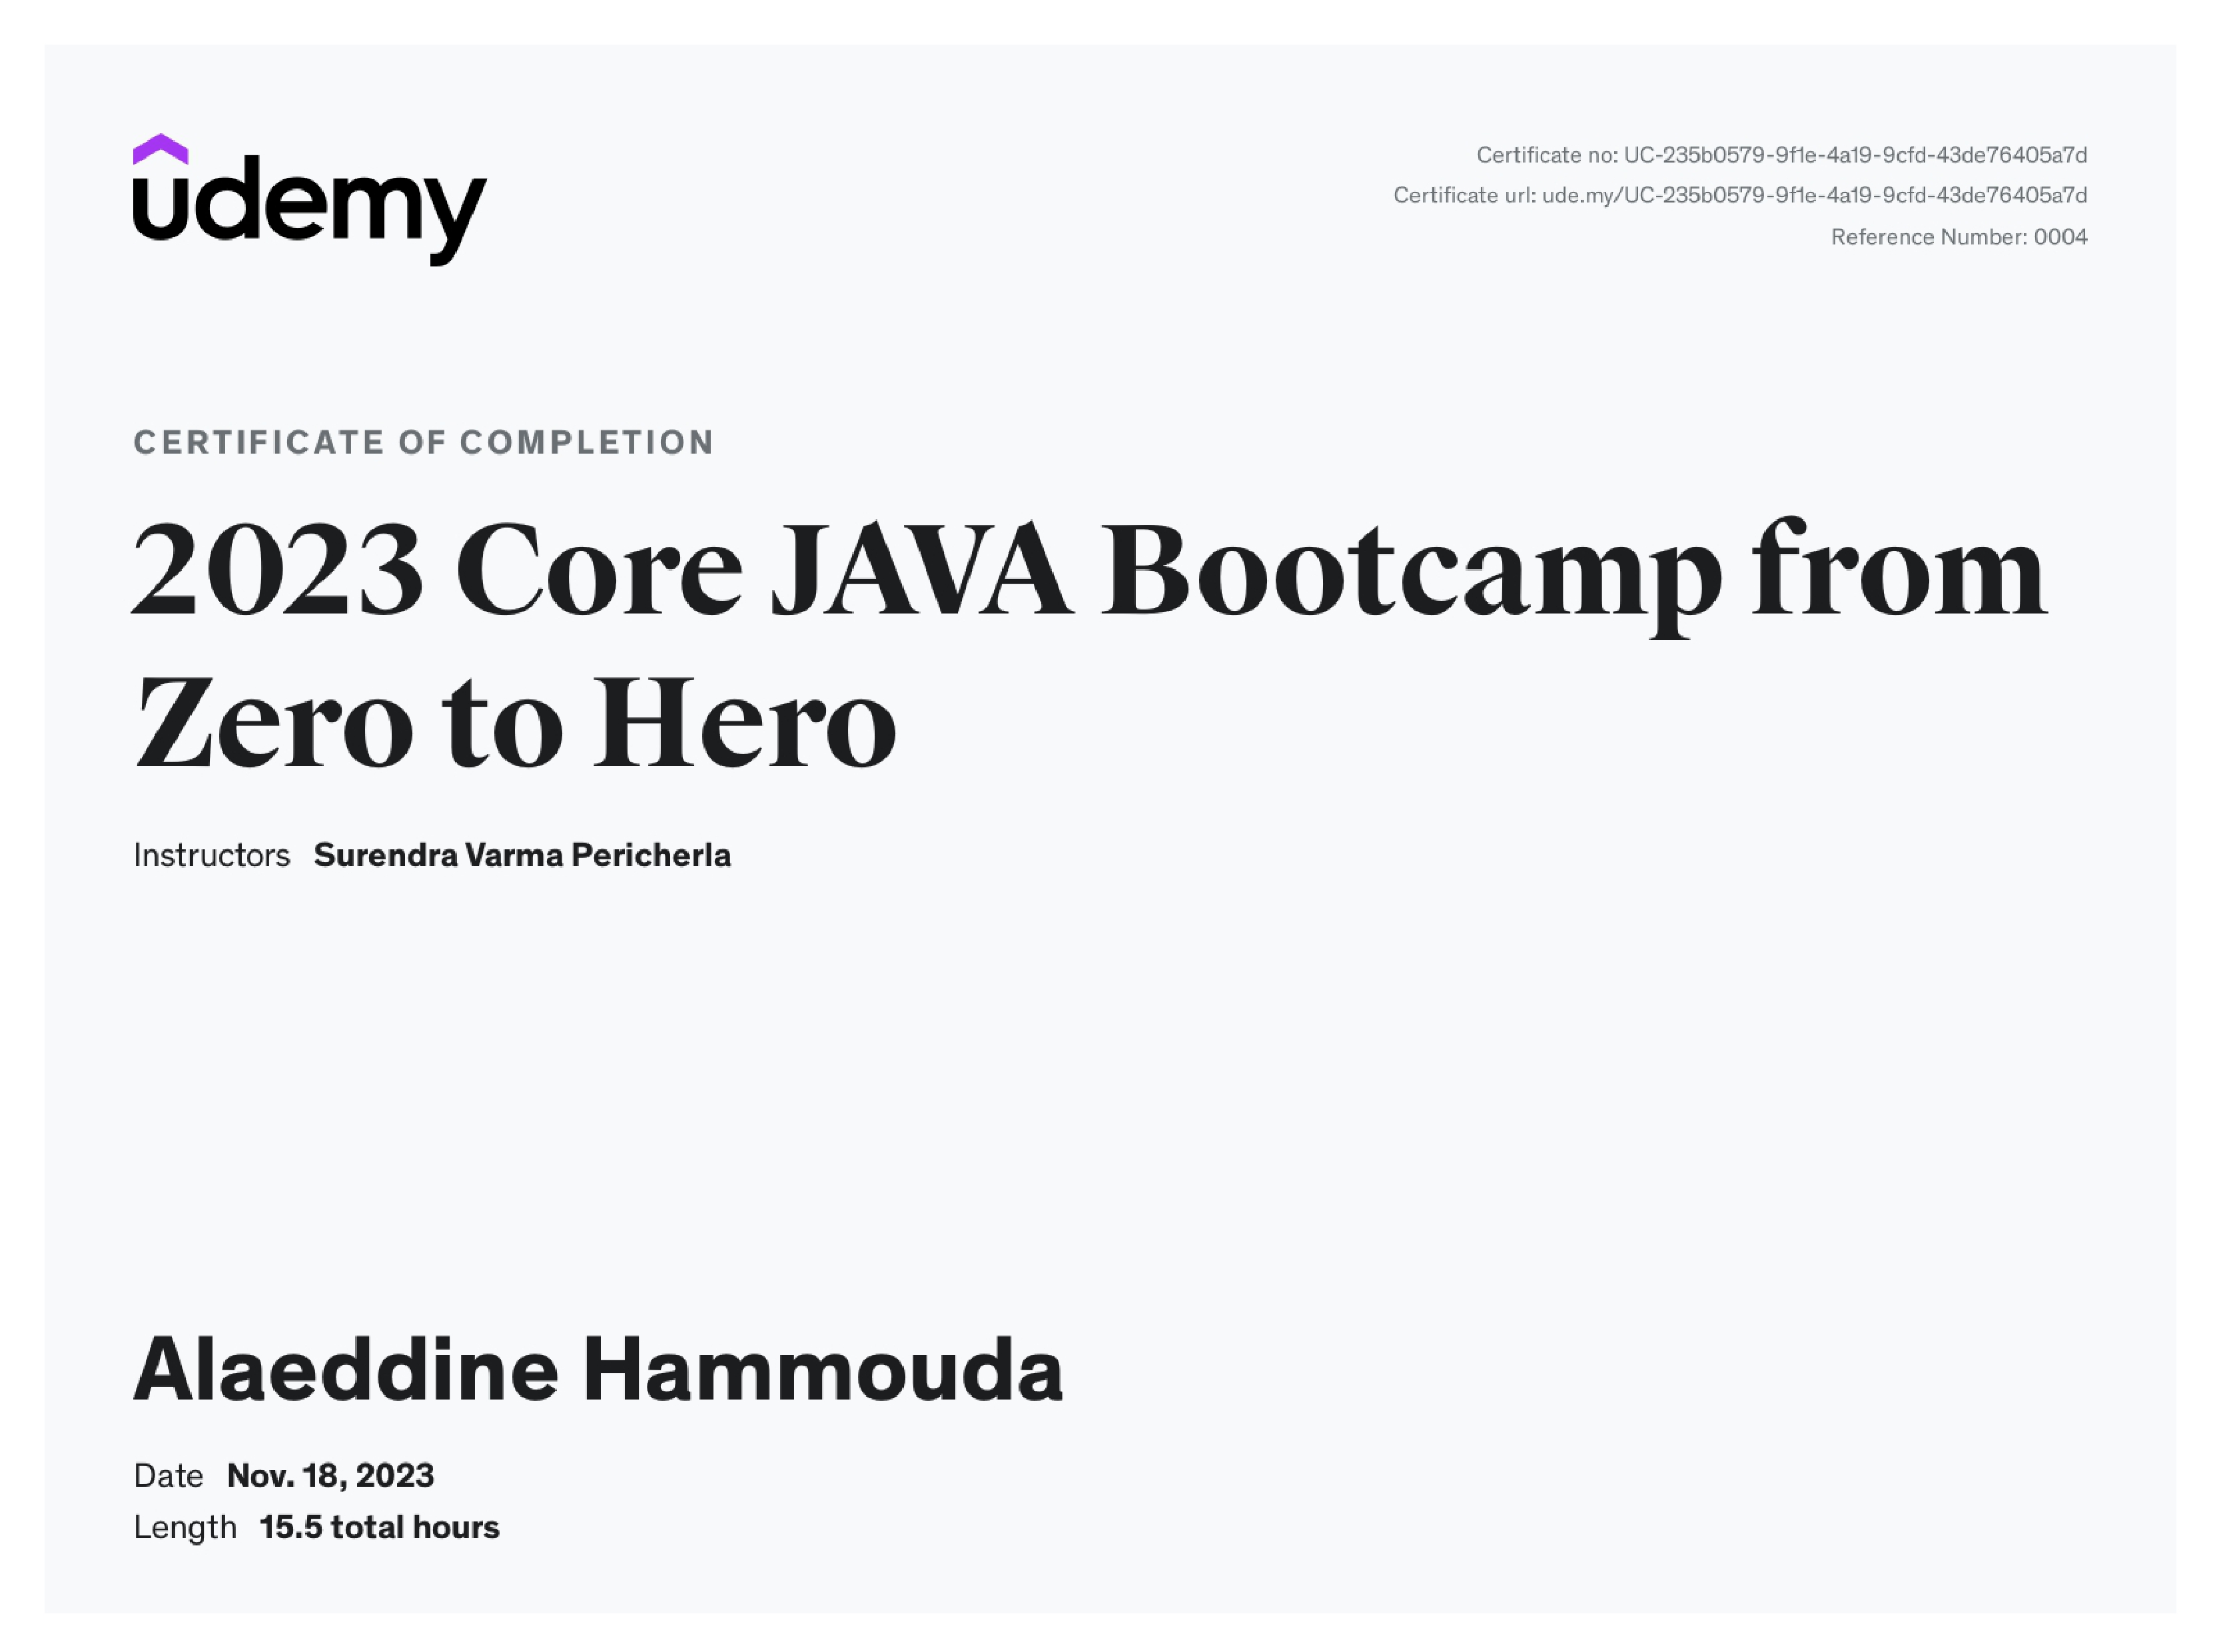 udemy
Certificate no: UC-235b0579-9f1e-4a19-9cfd-43de76405a7d
Certificate url: ude.my/UC-235b0579-9f1e-4a19-9cfd-43de76405a7d
Reference Number: 0004
CERTIFICATE OF COMPLETION
2023 Core JAVA Bootcamp from
Zero to Hero
Instructors Surendra Varma Pericherla
Alaeddine Hammouda
Date Nov. 18, 2023
Length 15.5 total hours